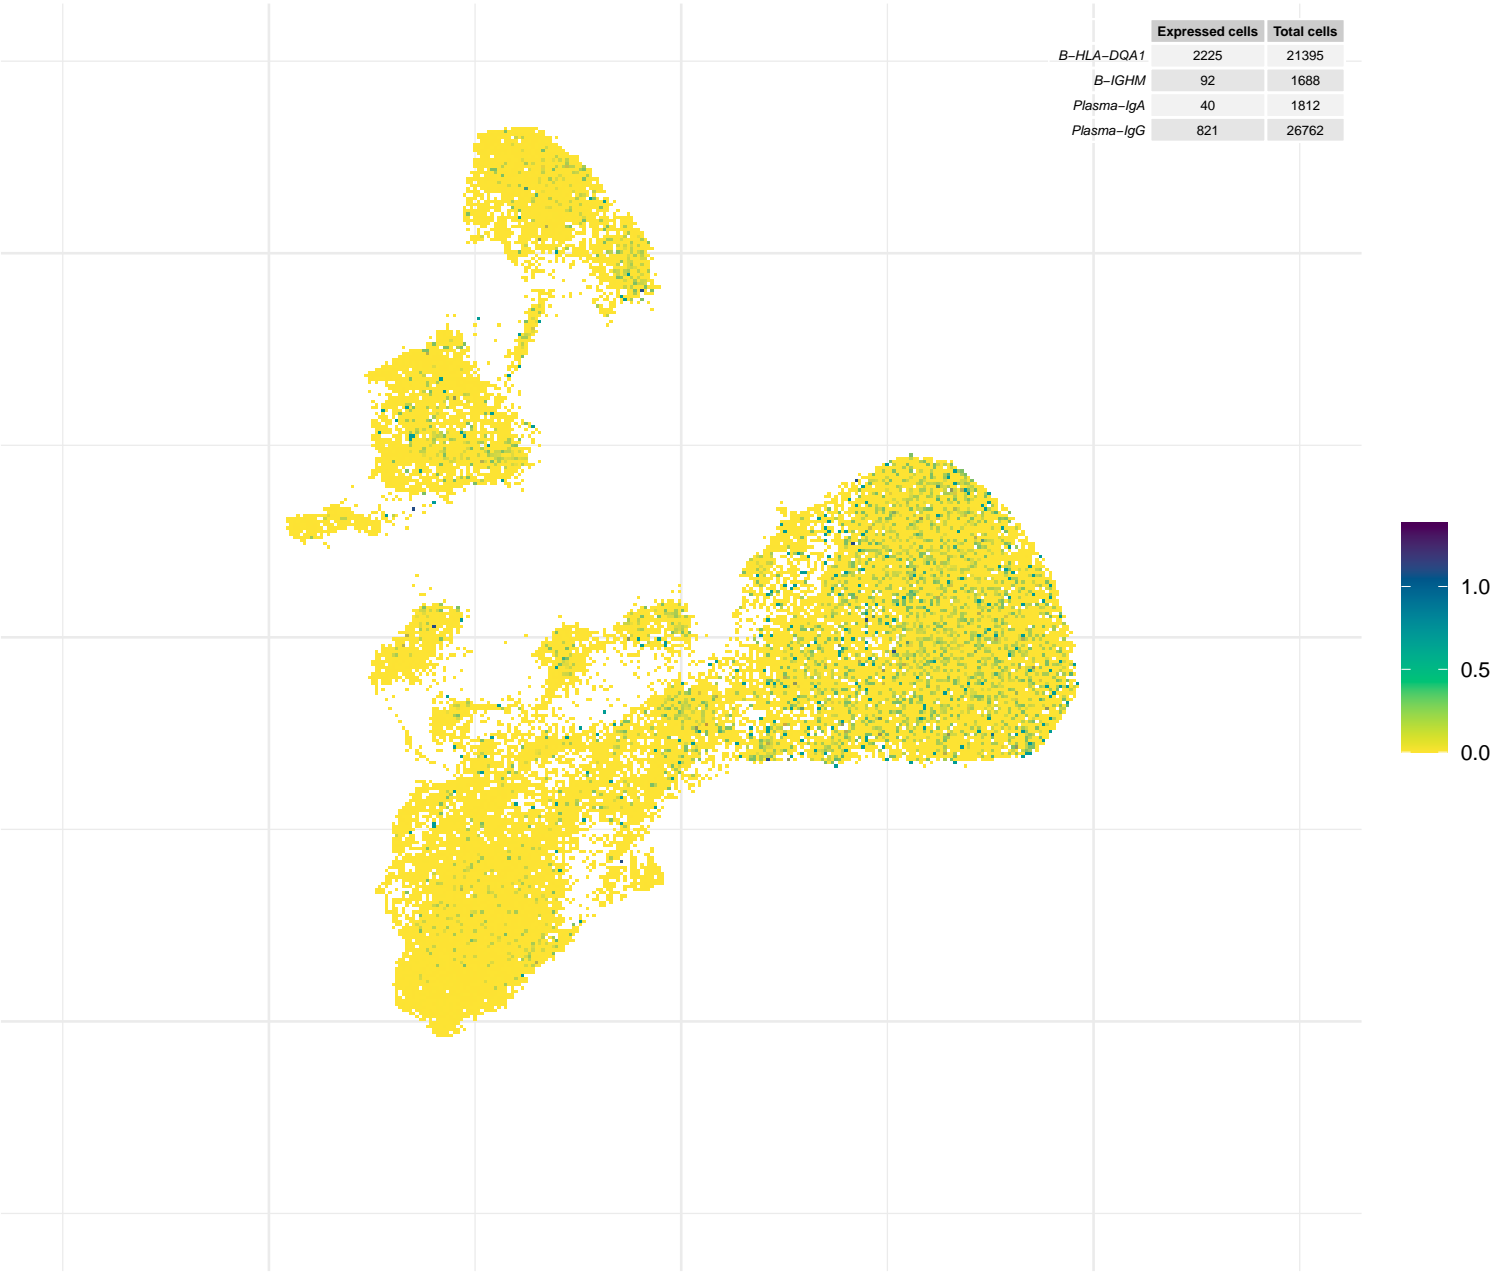 Expressed cells Total cells
B−HLA−DQA1 2225 21395
B−IGHM 92 1688
Plasma−IgA 40 1812
Plasma−IgG 821 26762
1.0
0.5
0.0